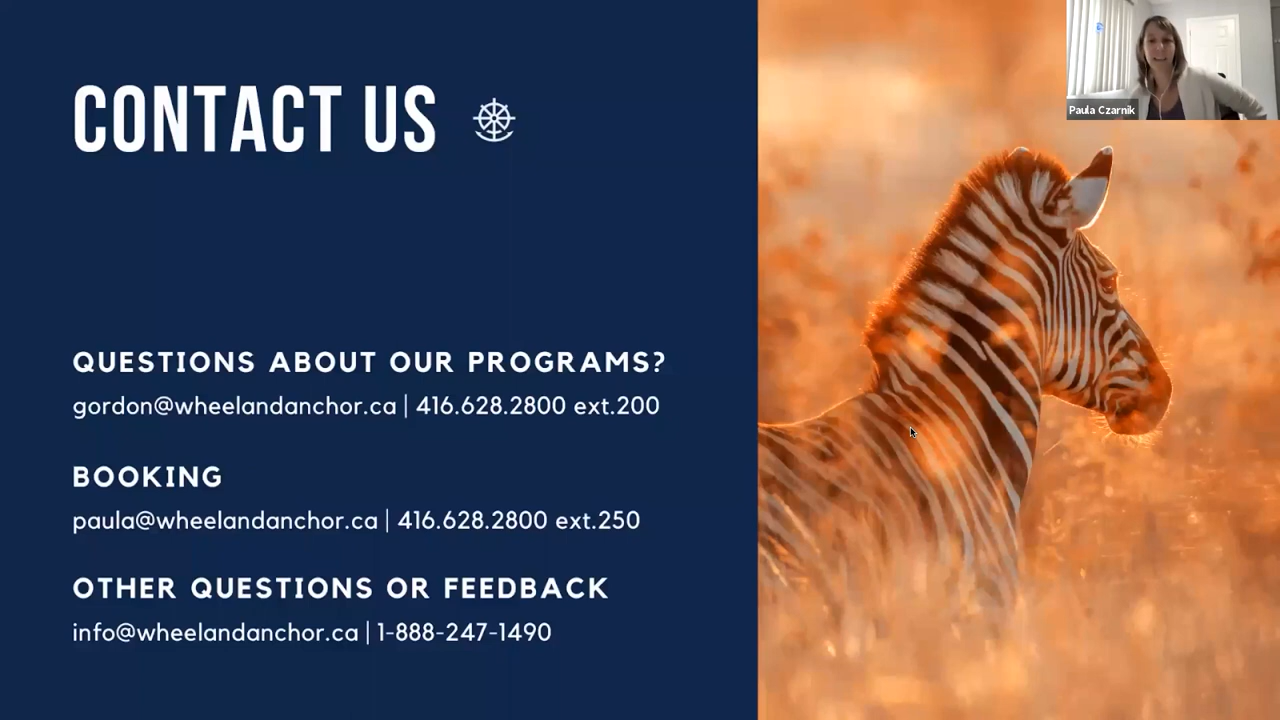 CONTACT US
QUESTIONS ABOUT OUR PROGRAMS?
gordon@wheelandanchor.ca | 416.628.2800 ext.200
BOOKING
paula@wheelandanchor.ca | 416.628.2800 ext.250
OTHER QUESTIONS OR FEEDBACK
info@wheelandanchor.ca | 1-888-247-1490
Paula Czarnik